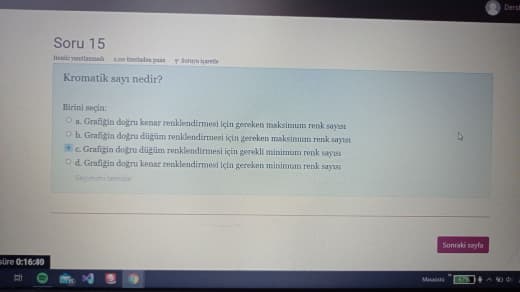 Ders
Soru 15
Henüz yanıtlanmadı
üzerinden puan
Soruyu işaretle
Kromatik sayı nedir?
Birini seçin:
a. Grafiğin doğru kenar renklendirmesi için gereken maksimum renk sayısı
b. Grafiğin doğru düğüm renklendirmesi için gereken maksimum renk sayısı
c. Grafiğin doğru düğüm renklendirmesi için gerekli minimum renk sayısı
d. Grafiğin doğru kenar renklendirmesi için gereken minimum renk sayısı
Seçimimi temizle
Sonraki sayfa
süre 0:16:49
Masaüstü